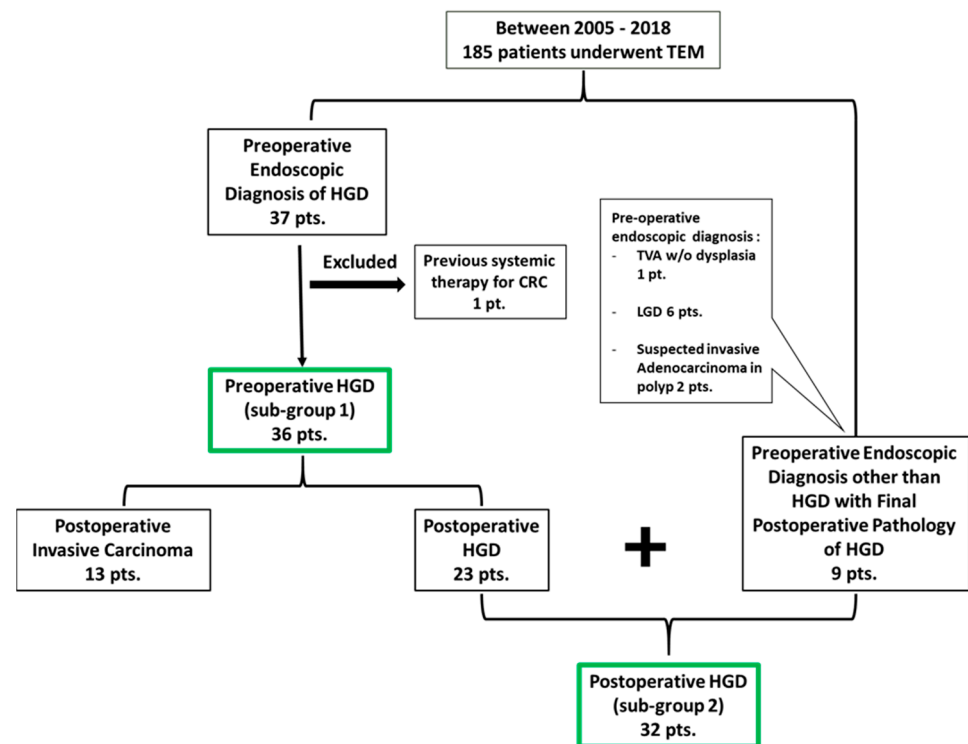 Between 2005 - 2018
185 patients underwent TEM
Preoperative
Endoscopic
Diagnosis of HGD
37 pts.
Excluded
Previous systemic
therapy for CRC
1 pt.
Pre-operative
endoscopic diagnosis :
- TVA w/o dysplasia
1 pt.
- LGD 6 pts.
- Suspected invasive
Adenocarcinoma in
polyp 2 pts.
Preoperative HGD
(sub-group 1)
36 pts.
Preoperative Endoscopic
Diagnosis other than
HGD with Final
Postoperative Pathology
of HGD
9 pts.
Postoperative
Invasive Carcinoma
13 pts.
Postoperative
HGD
23 pts.
+
Postoperative HGD
(sub-group 2)
32 pts.